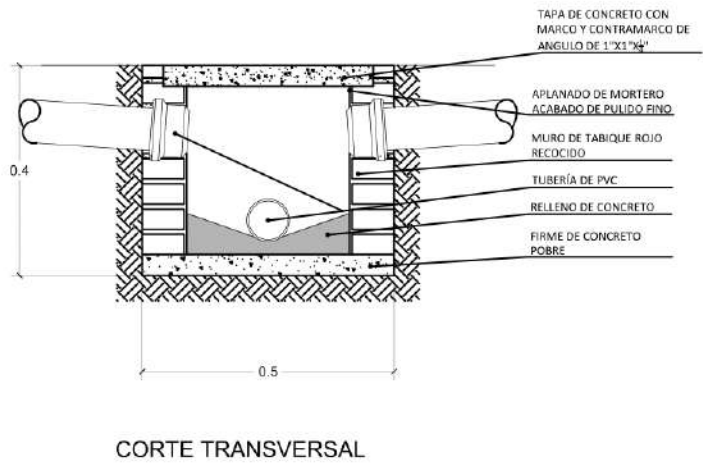 TAPA DE CONCRETO CON
MARCO Y CONTRAMARCO DE
ANGULO DE 1"X1"X¼"
APLANADO DE MORTERO
ACABADO DE PULIDO FINO
MURO DE TABIQUE ROJO
RECOCIDO
TUBERÍA DE PVC
RELLENO DE CONCRETO
FIRME DE CONCRETO
POBRE
0.4
0.5
CORTE TRANSVERSAL